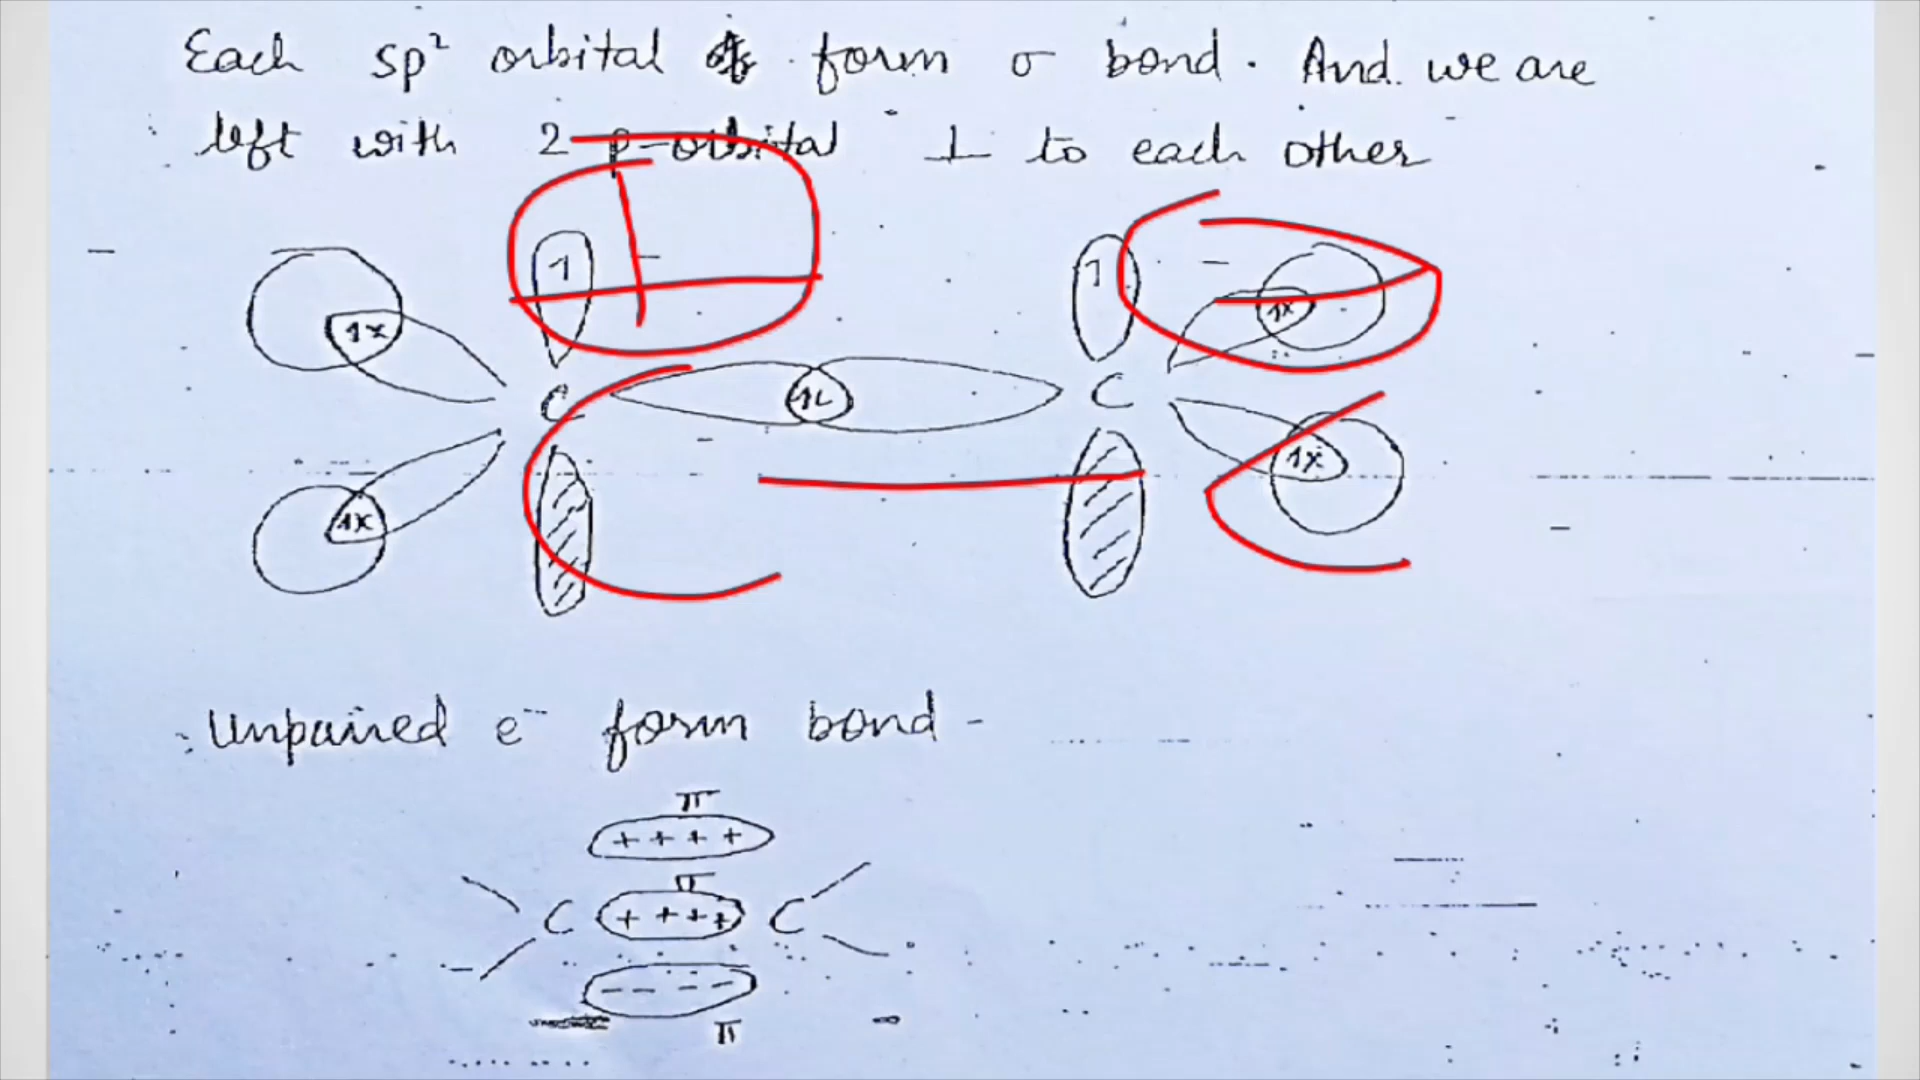 Each sp² orbital form σ bond. And we are
left with 2 p-orbital ⊥ to each other
1 1
1x 1x
C 1L C
1x 1x
Unpaired e⁻ form bond -
π
+ + + +
π
C + + + + C
- - - -
π